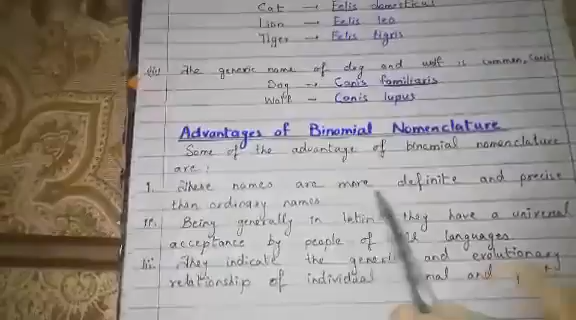 Cat → Felis domesticus
Lion → Felis leo
Tiger → Felis tigris
iii) The generic name of dog and wolf is common, Canis
Dog → Canis familiaris
Wolf – Canis lupus
Advantages of Binomial Nomenclature
Some of the advantage of binomial nomenclature
are :
i. These names are more definite and precise
than ordinary names
ii. Being generally in latin they have a universal
acceptance by people of languages
iii. They indicate the and evolutionary
relationship of individual and